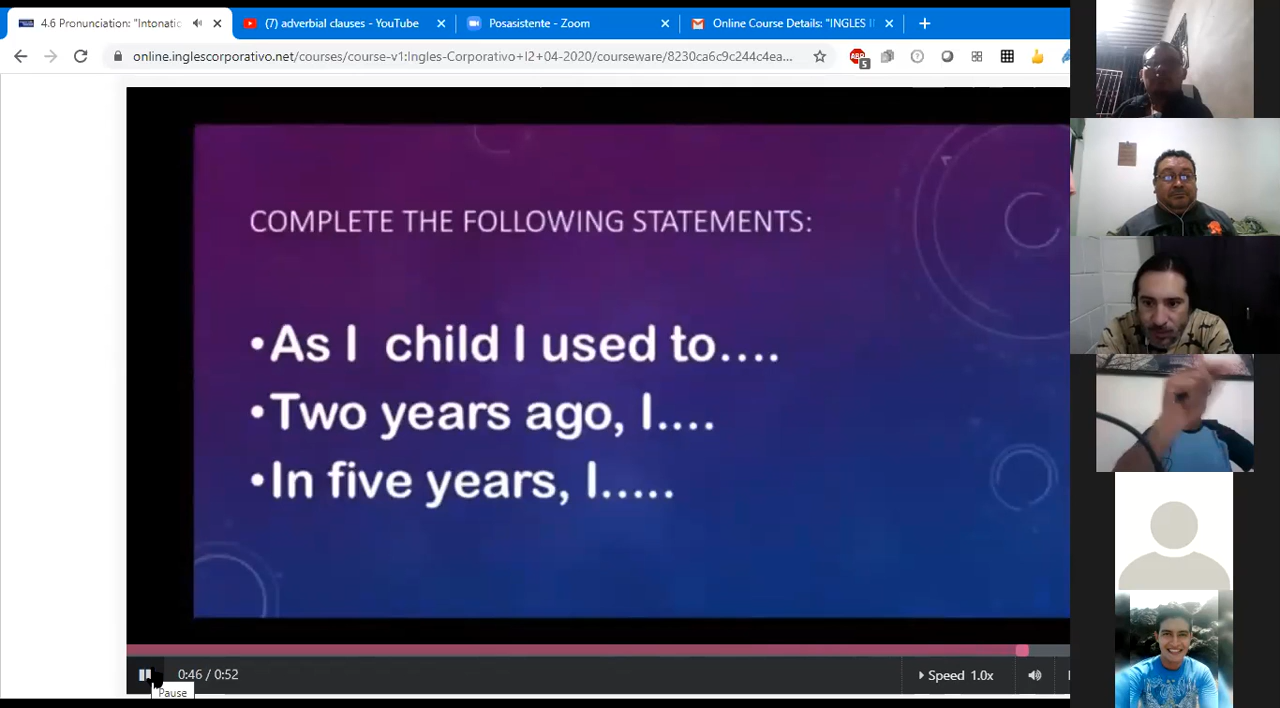 4.6 Pronunciation: "Intonatic
(7) adverbial clauses - YouTube
Posasistente - Zoom
Online Course Details: "INGLES I
online.inglescorporativo.net/courses/course-v1:Ingles-Corporativo+I2+04-2020/courseware/8230ca6c9c244c4ea...
5
COMPLETE THE FOLLOWING STATEMENTS:
•As I child I used to....
•Two years ago, I....
•In five years, I.....
0:46 / 0:52
Speed 1.0x
Pause